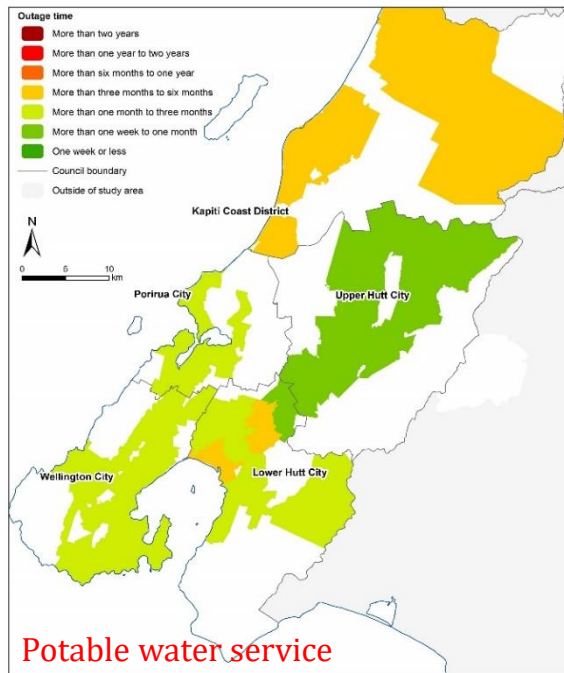 Outage time
More than two years
More than one year to two years
More than six months to one year
More than three months to six months
More than one month to three months
More than one week to one month
One week or less
Council boundary
Outside of study area
N
0 5 10
km
Kapiti Coast District
Porirua City
Upper Hutt City
Wellington City
Lower Hutt City
Potable water service